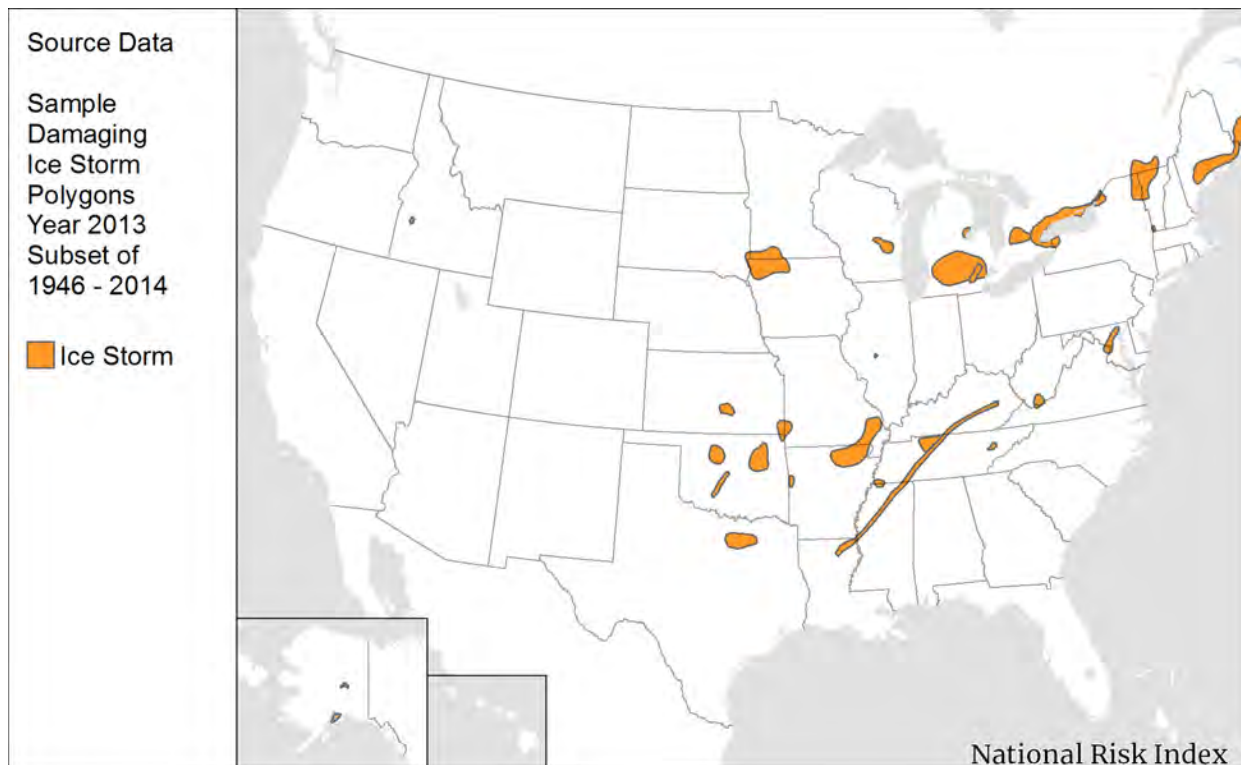 Source Data
Sample
Damaging
Ice Storm
Polygons
Year 2013
Subset of
1946 - 2014
Ice Storm
National Risk Index